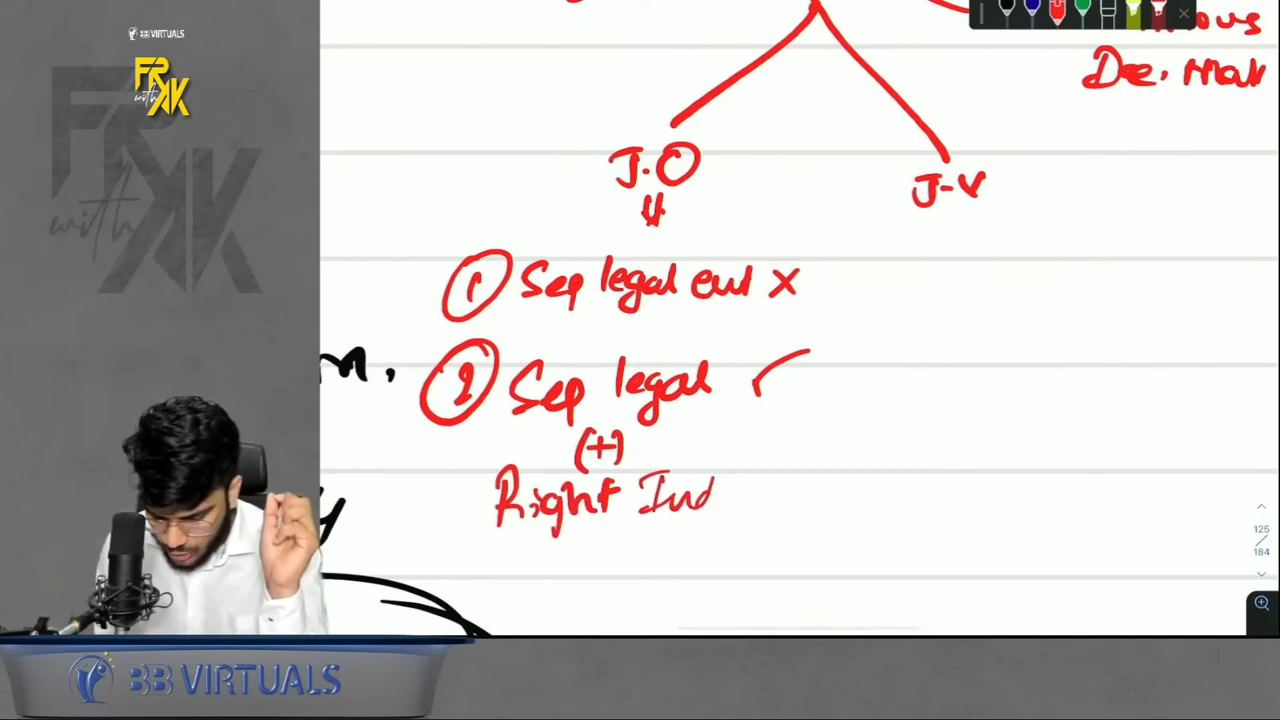 BB VIRTUALS
FR
with
AK
Dec. Mak
J.O
J-V
① Sep legal ent ✗
m.
② Sep legal ✓
(+)
Right Ind
y
125
184
BB VIRTUALS